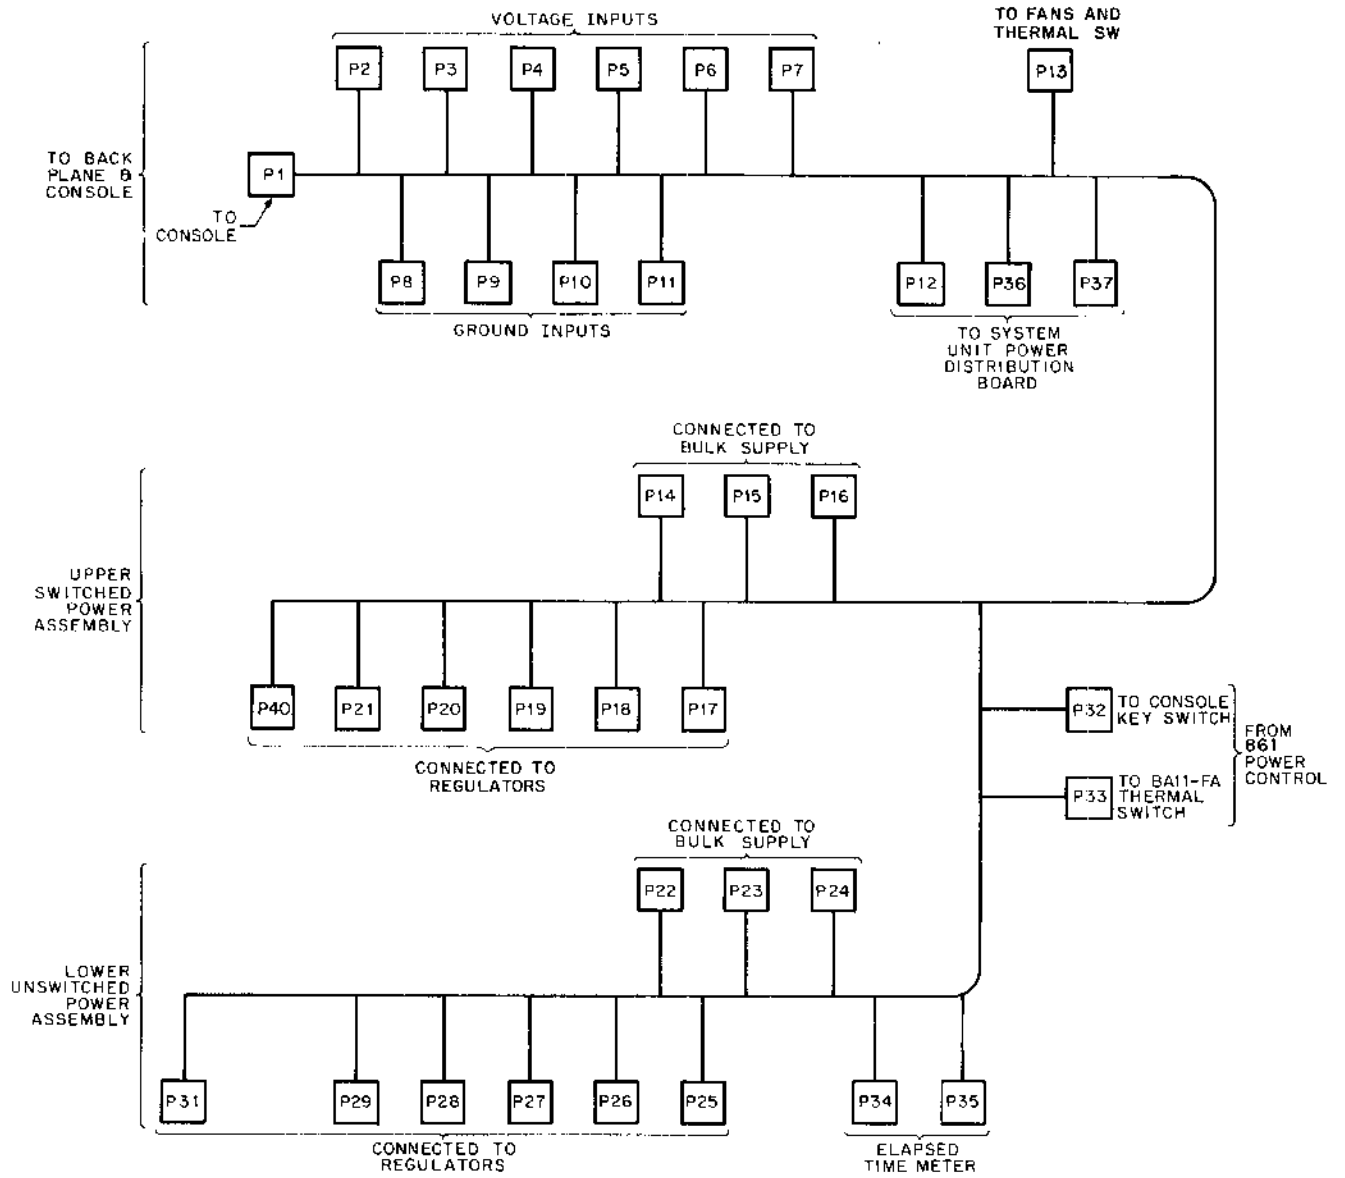 VOLTAGE INPUTS
TO FANS AND
THERMAL SW
P2 P3 P4 P5 P6 P7
P13
TO BACK
PLANE &
CONSOLE
P1
TO
CONSOLE
P8 P9 P10 P11
P12 P36 P37
GROUND INPUTS
TO SYSTEM
UNIT POWER
DISTRIBUTION
BOARD
CONNECTED TO
BULK SUPPLY
P14 P15 P16
UPPER
SWITCHED
POWER
ASSEMBLY
P40 P21 P20 P19 P18 P17
CONNECTED TO
REGULATORS
P32
TO CONSOLE
KEY SWITCH
P33
TO BA11-FA
THERMAL
SWITCH
FROM
861
POWER
CONTROL
CONNECTED TO
BULK SUPPLY
P22 P23 P24
LOWER
UNSWITCHED
POWER
ASSEMBLY
P31 P29 P28 P27 P26 P25
P34 P35
CONNECTED TO
REGULATORS
ELAPSED
TIME METER